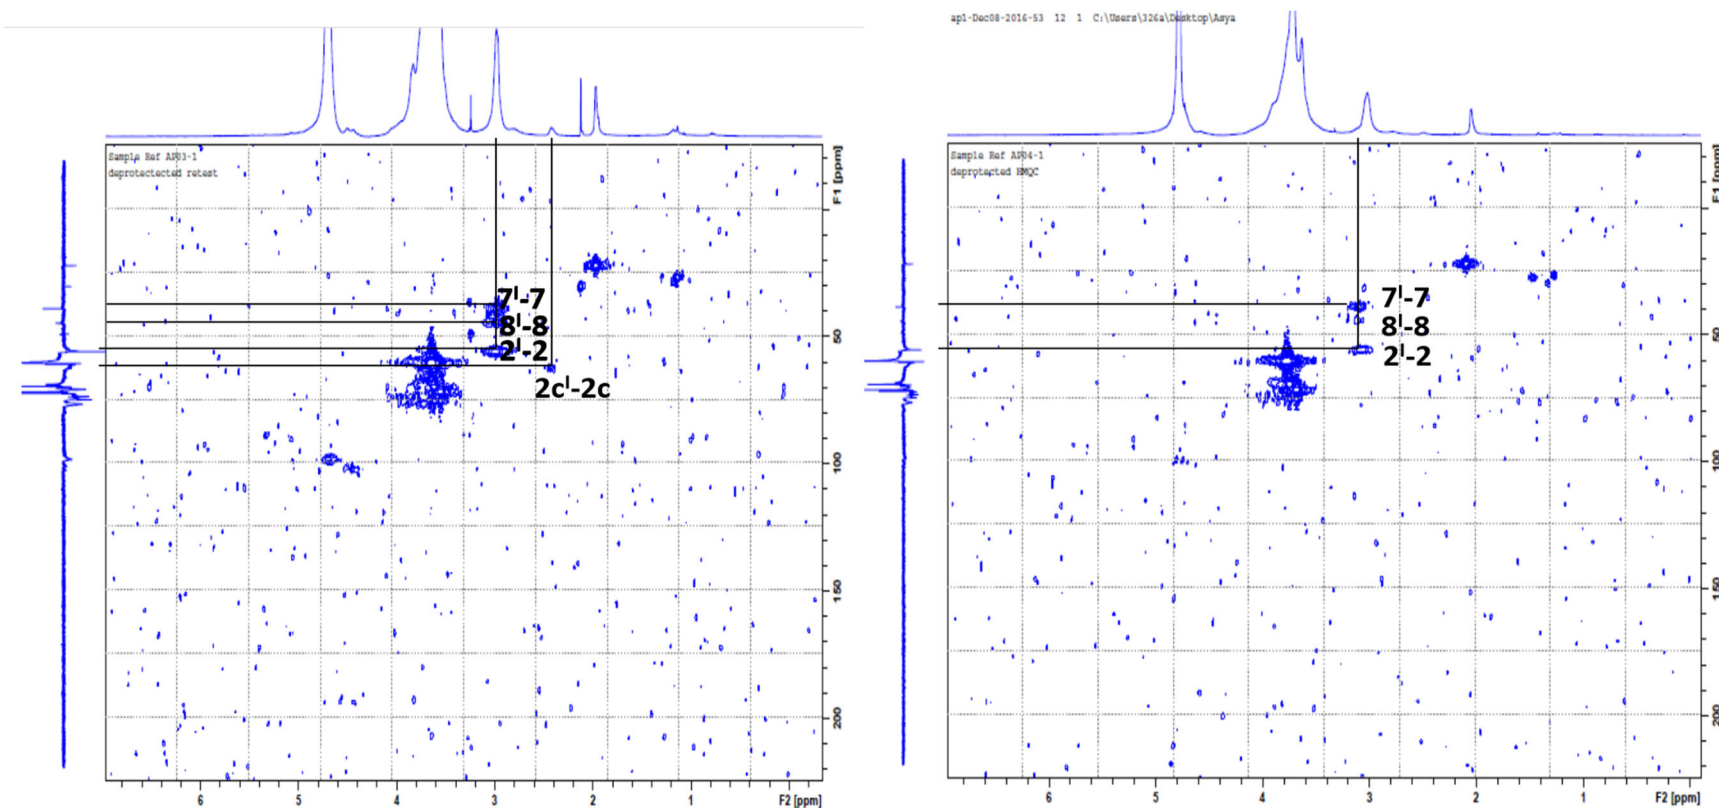 ap1-Dec08-2016-53 12 1 C:\Users\326a\Desktop\Asya
Sample Ref AP03-1
deprotectected retest
7ˡ-7
8ˡ-8
2ˡ-2
2cˡ-2c
F1 [ppm]
50
100
150
200
6 5 4 3 2 1 F2 [ppm]
Sample Ref AP04-1
deprotected HMQC
7ˡ-7
8ˡ-8
2ˡ-2
F1 [ppm]
50
100
150
200
6 5 4 3 2 1 F2 [ppm]